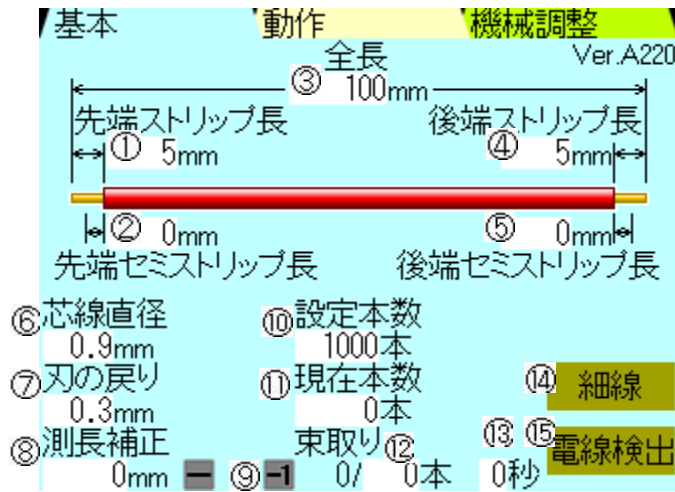 基本 動作 機械調整
全長 Ver.A220
③ 100mm
先端ストリップ長 後端ストリップ長
① 5mm ④ 5mm
② 0mm ⑤ 0mm
先端セミストリップ長 後端セミストリップ長
⑥芯線直径 ⑩設定本数
0.9mm 1000本
⑦刃の戻り ⑪現在本数 ⑭ 細線
0.3mm 0本
⑧測長補正 束取り⑫ ⑬ ⑮電線検出
0mm ー ⑨ -1 0/ 0本 0秒